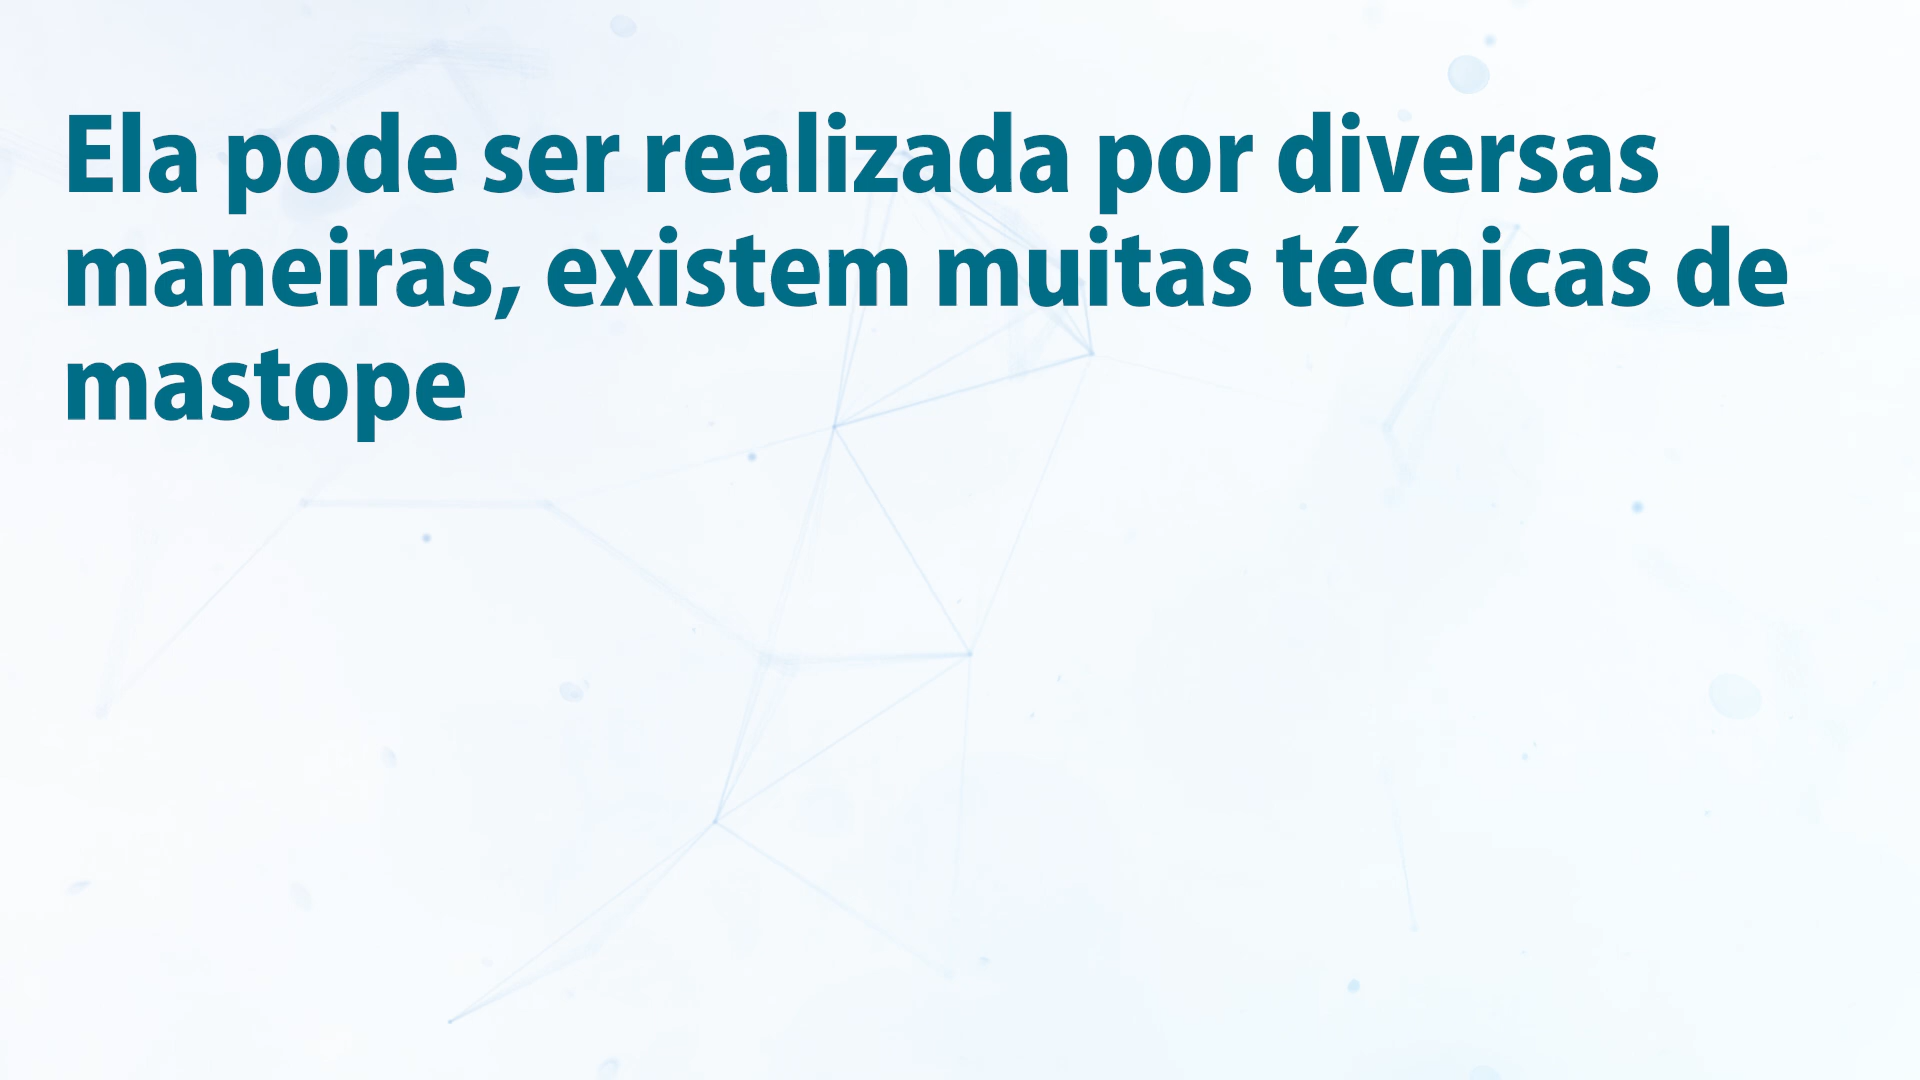 Ela pode ser realizada por diversas
maneiras, existem muitas técnicas de
mastope